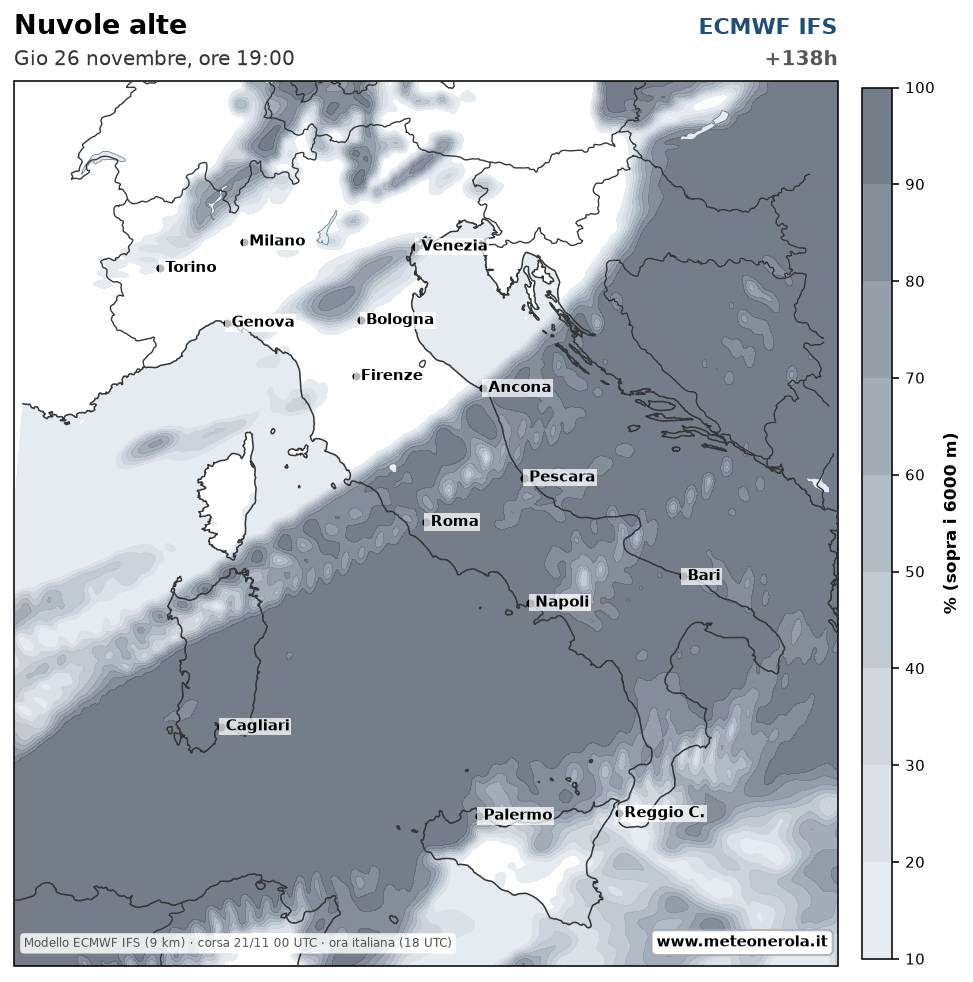 Nuvole alte
ECMWF IFS
Gio 26 novembre, ore 19:00
+138h
Milano
Venezia
Torino
Genova
Bologna
Firenze
Ancona
Pescara
Roma
Bari
Napoli
Cagliari
Palermo
Reggio C.
100
90
80
70
60
50
40
30
20
10
% (sopra i 6000 m)
Modello ECMWF IFS (9 km) · corsa 21/11 00 UTC · ora italiana (18 UTC)
www.meteonerola.it